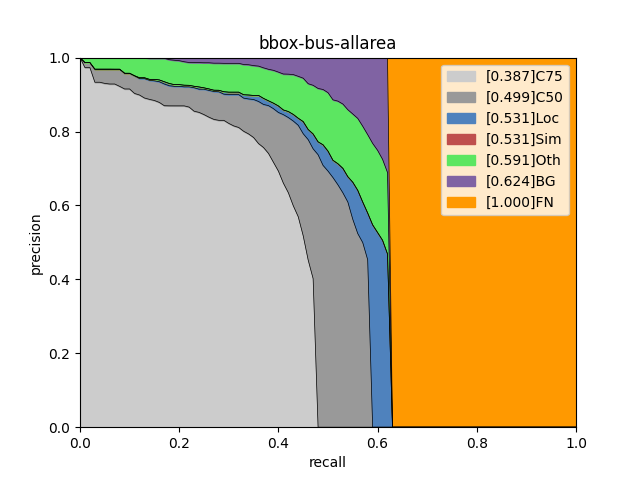 bbox-bus-allarea
1.0
0.8
0.6
0.4
0.2
0.0
precision
[0.387]C75
[0.499]C50
[0.531]Loc
[0.531]Sim
[0.591]Oth
[0.624]BG
[1.000]FN
0.0 0.2 0.4 0.6 0.8 1.0
recall